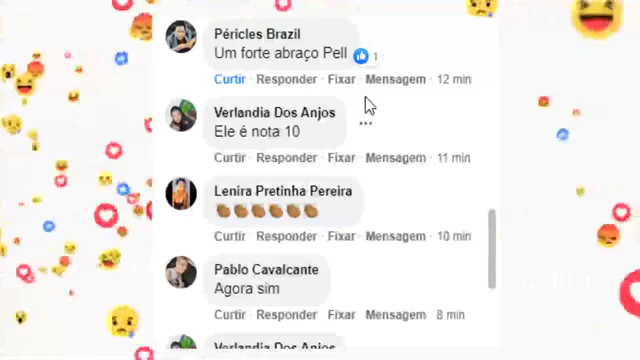 Péricles Brazil
Um forte abraço Pell
1
Curtir · Responder · Fixar · Mensagem · 12 min
Verlandia Dos Anjos
Ele é nota 10
Curtir · Responder · Fixar · Mensagem · 11 min
Lenira Pretinha Pereira
👏🏾👏🏾👏🏾👏🏾👏🏾👏🏾
Curtir · Responder · Fixar · Mensagem · 10 min
Pablo Cavalcante
Agora sim
Curtir · Responder · Fixar · Mensagem · 8 min
Verlandia Dos Anjos